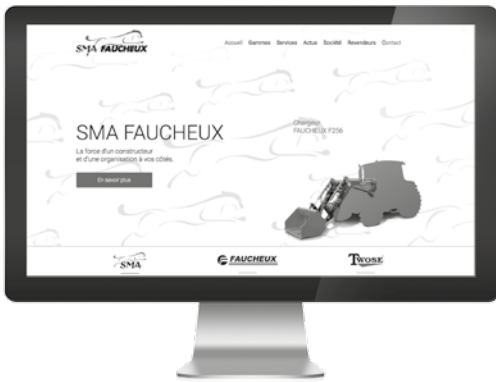 SMA FAUCHEUX
Accueil Gammes Services Actus Société Revendeurs Contact
SMA FAUCHEUX
La force d'un constructeur
et d'une organisation à vos côtés.
En savoir plus
Chargeur
FAUCHEUX F256
SMA
FAUCHEUX
TWOSE